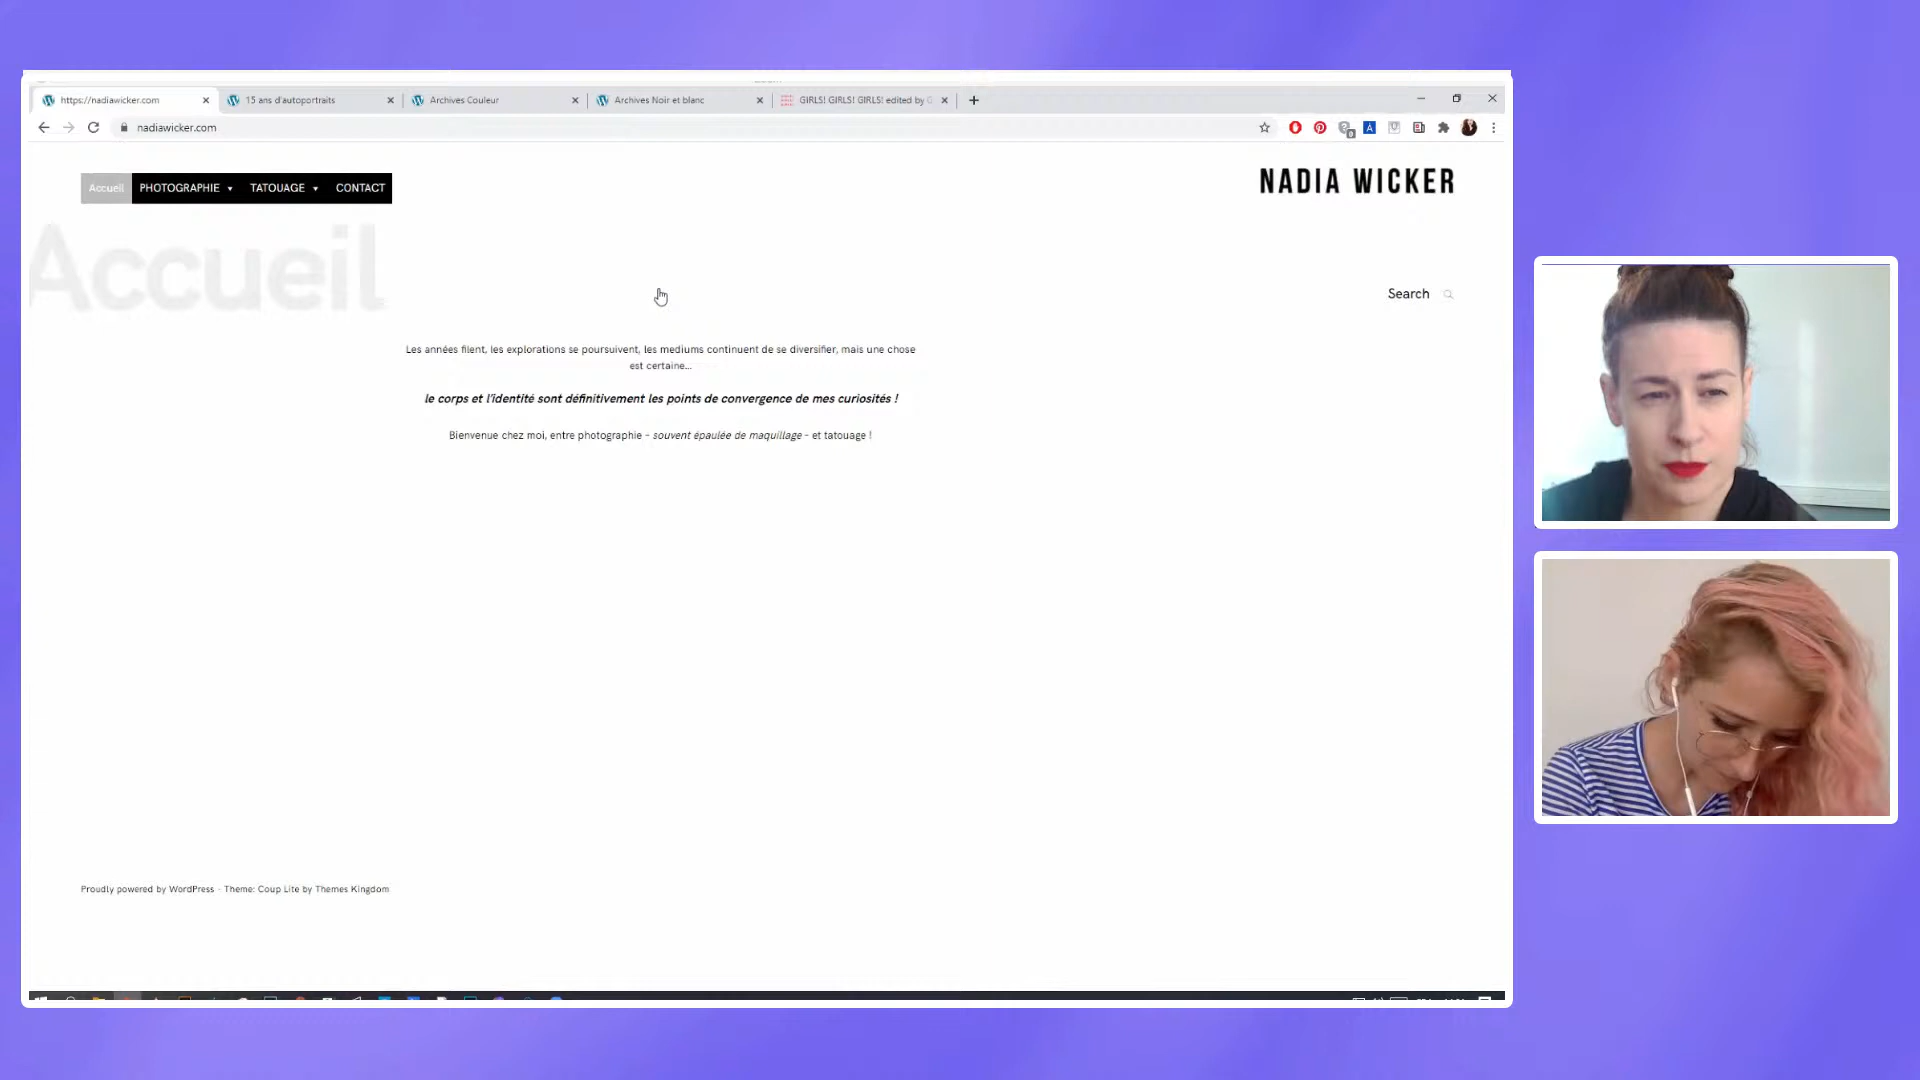 https://nadiawicker.com
15 ans d'autoportraits
Archives Couleur
Archives Noir et blanc
GIRLS! GIRLS! GIRLS! edited by
nadiawicker.com
NADIA WICKER
Accueil
PHOTOGRAPHIE
TATOUAGE
CONTACT
Accueil
Search
Les années filent, les explorations se poursuivent, les mediums continuent de se diversifier, mais une chose
est certaine...
le corps et l'identité sont définitivement les points de convergence de mes curiosités !
Bienvenue chez moi, entre photographie – souvent épaulée de maquillage – et tatouage !
Proudly powered by WordPress - Theme: Coup Lite by Themes Kingdom